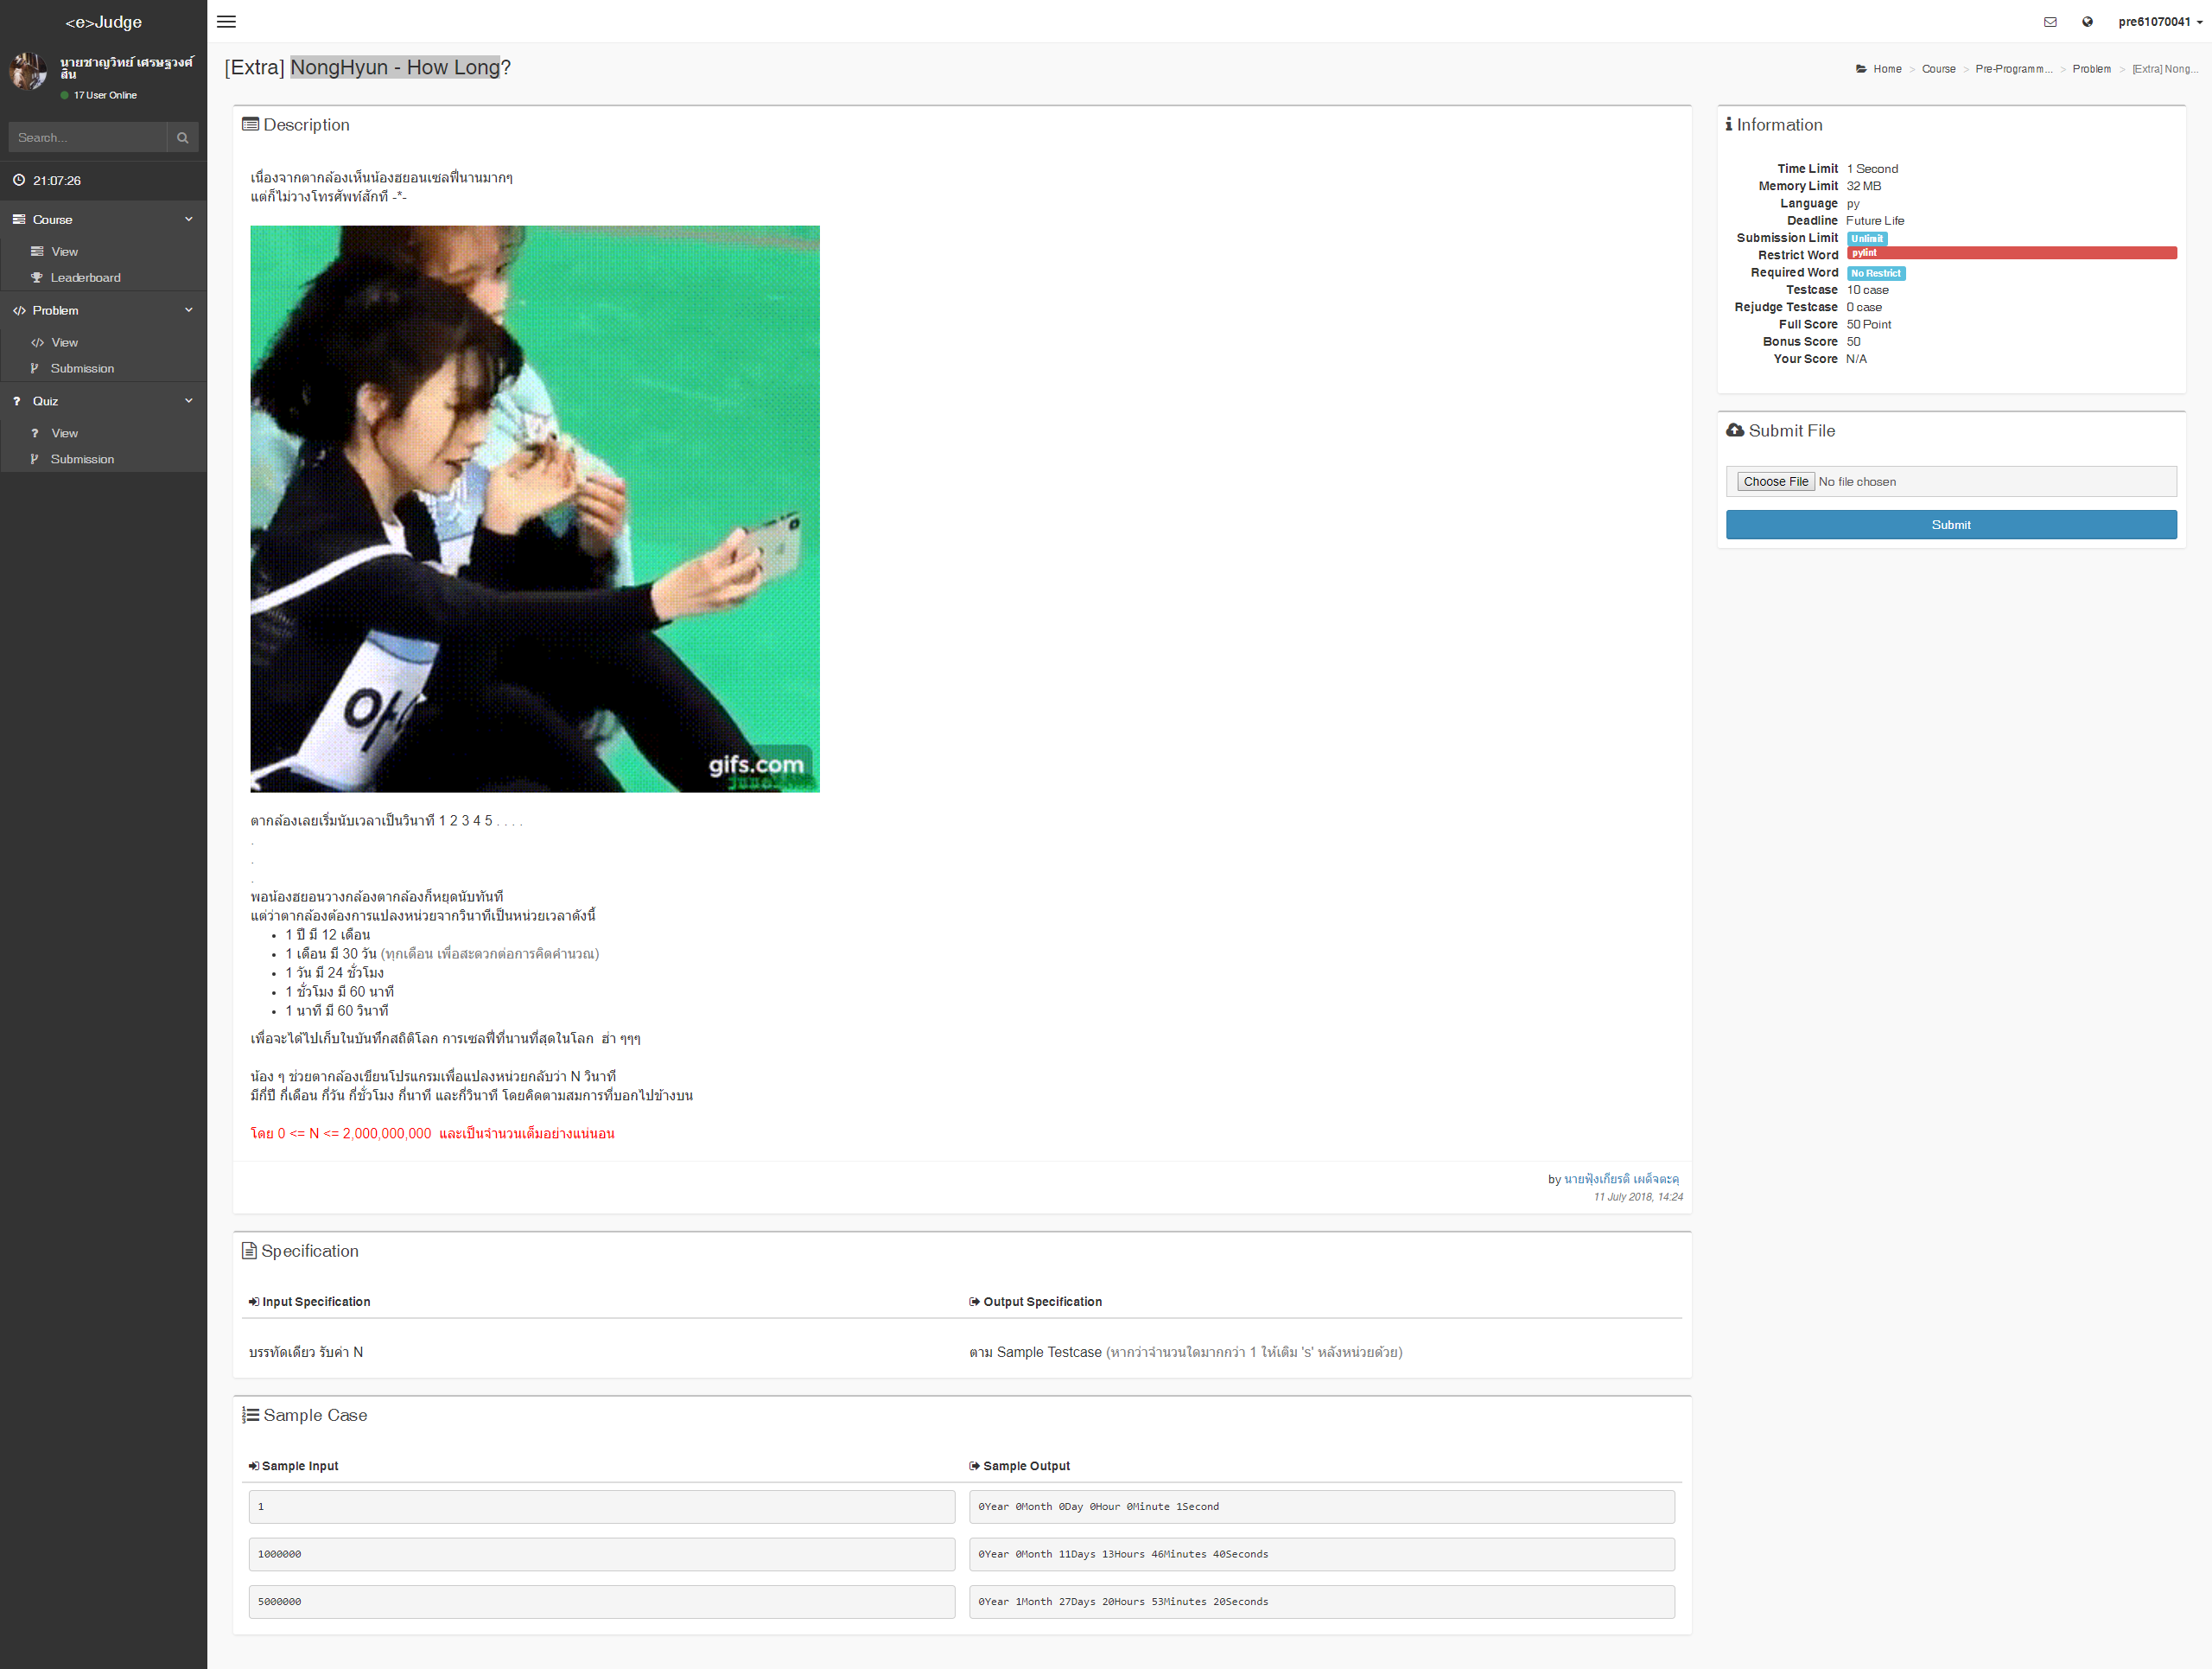 <e>Judge
pre61070041
นายชาญวิทย์ เศรษฐวงศ์
สิน
17 User Online
Search...
21:07:26
Course
View
Leaderboard
Problem
View
Submission
Quiz
View
Submission
[Extra] NongHyun - How Long?
Home > Course > Pre-Programm... > Problem > [Extra] Nong...
Description
เนื่องจากตากล้องเห็นน้องฮยอนเซลฟี่นานมากๆ
แต่ก็ไม่วางโทรศัพท์สักที -*-
gifs.com
ตากล้องเลยเริ่มนับเวลาเป็นวินาที 1 2 3 4 5 . . . .
.
.
.
พอน้องฮยอนวางกล้องตากล้องก็หยุดนับทันที
แต่ว่าตากล้องต้องการแปลงหน่วยจากวินาทีเป็นหน่วยเวลาดังนี้
• 1 ปี มี 12 เดือน
• 1 เดือน มี 30 วัน (ทุกเดือน เพื่อสะดวกต่อการคิดคำนวณ)
• 1 วัน มี 24 ชั่วโมง
• 1 ชั่วโมง มี 60 นาที
• 1 นาที มี 60 วินาที
เพื่อจะได้ไปเก็บในบันทึกสถิติโลก การเซลฟี่ที่นานที่สุดในโลก ฮ่า ๆๆๆ
น้อง ๆ ช่วยตากล้องเขียนโปรแกรมเพื่อแปลงหน่วยกลับว่า N วินาที
มีกี่ปี กี่เดือน กี่วัน กี่ชั่วโมง กี่นาที และกี่วินาที โดยคิดตามสมการที่บอกไปข้างบน
โดย 0 <= N <= 2,000,000,000 และเป็นจำนวนเต็มอย่างแน่นอน
by นายฟุ้งเกียรติ เผด็จตะคุ
11 July 2018, 14:24
Specification
Input Specification
Output Specification
บรรทัดเดียว รับค่า N
ตาม Sample Testcase (หากว่าจำนวนใดมากกว่า 1 ให้เติม 's' หลังหน่วยด้วย)
Sample Case
Sample Input
Sample Output
1
0Year 0Month 0Day 0Hour 0Minute 1Second
1000000
0Year 0Month 11Days 13Hours 46Minutes 40Seconds
5000000
0Year 1Month 27Days 20Hours 53Minutes 20Seconds
Information
Time Limit 1 Second
Memory Limit 32 MB
Language py
Deadline Future Life
Submission Limit Unlimit
Restrict Word pylint
Required Word No Restrict
Testcase 10 case
Rejudge Testcase 0 case
Full Score 50 Point
Bonus Score 50
Your Score N/A
Submit File
Choose File No file chosen
Submit